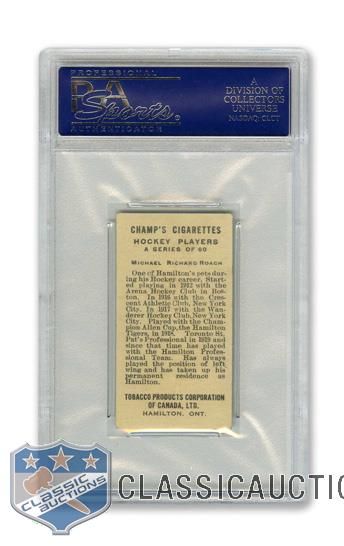 PROFESSIONAL
PSA
Sports
AUTHENTICATOR
A
DIVISION OF
COLLECTORS
UNIVERSE
NASDAQ: CLCT
CHAMP'S CIGARETTES
HOCKEY PLAYERS
A SERIES OF 60
MICHAEL RICHARD ROACH
One of Hamilton's pets dur-
ing his Hockey career. Start-
ed playing in 1912 with the
Arena Hockey Club in Bos-
ton. In 1916 with the Cres-
cent Athletic Club, New York
City. In 1917 with the Wan-
derer Hockey Club, New York
City. Played with the Cham-
pion Allen Cup, the Hamilton
Tigers, in 1918. Toronto St.
Pat's Professional in 1919 and
since that time has played
with the Hamilton Profes-
sional Team. Has always
played the position of left
wing and has taken up his
permanent residence as
Hamilton.
TOBACCO PRODUCTS CORPORATION
OF CANADA, LTD.
HAMILTON, ONT.
CLASSIC
AUCTIONS
CLASSICAUCTIO